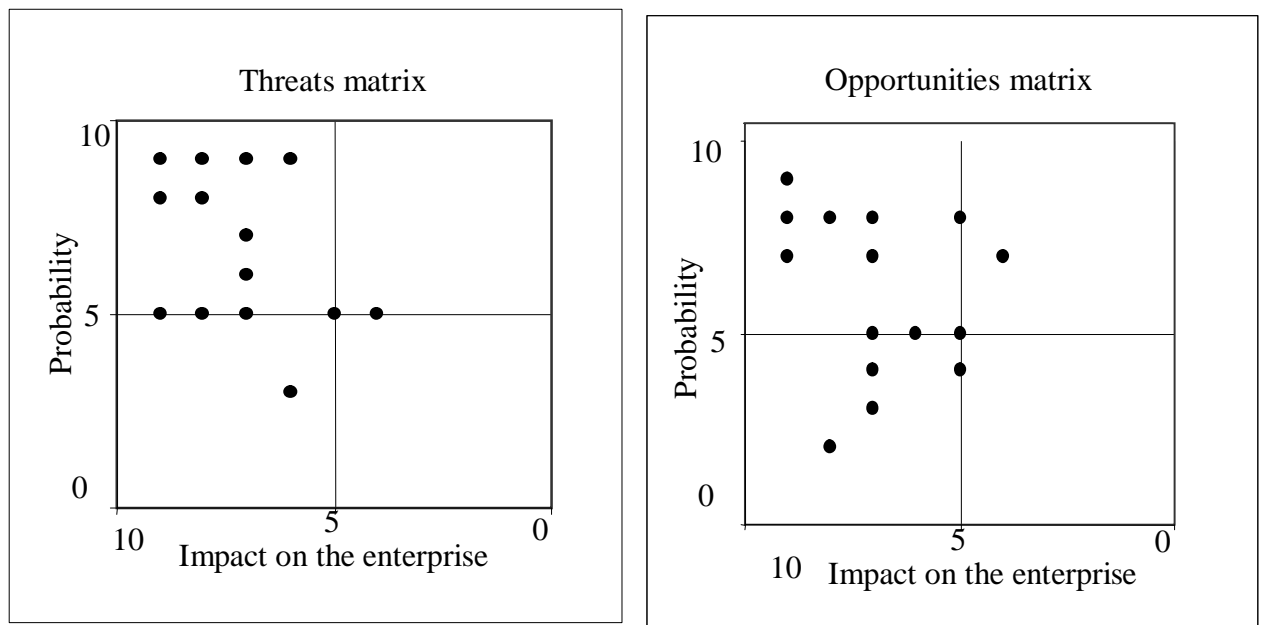 Threats matrix
10
Probability
5
0
10
5
0
Impact on the enterprise
Opportunities matrix
10
Probability
5
0
10
5
0
Impact on the enterprise